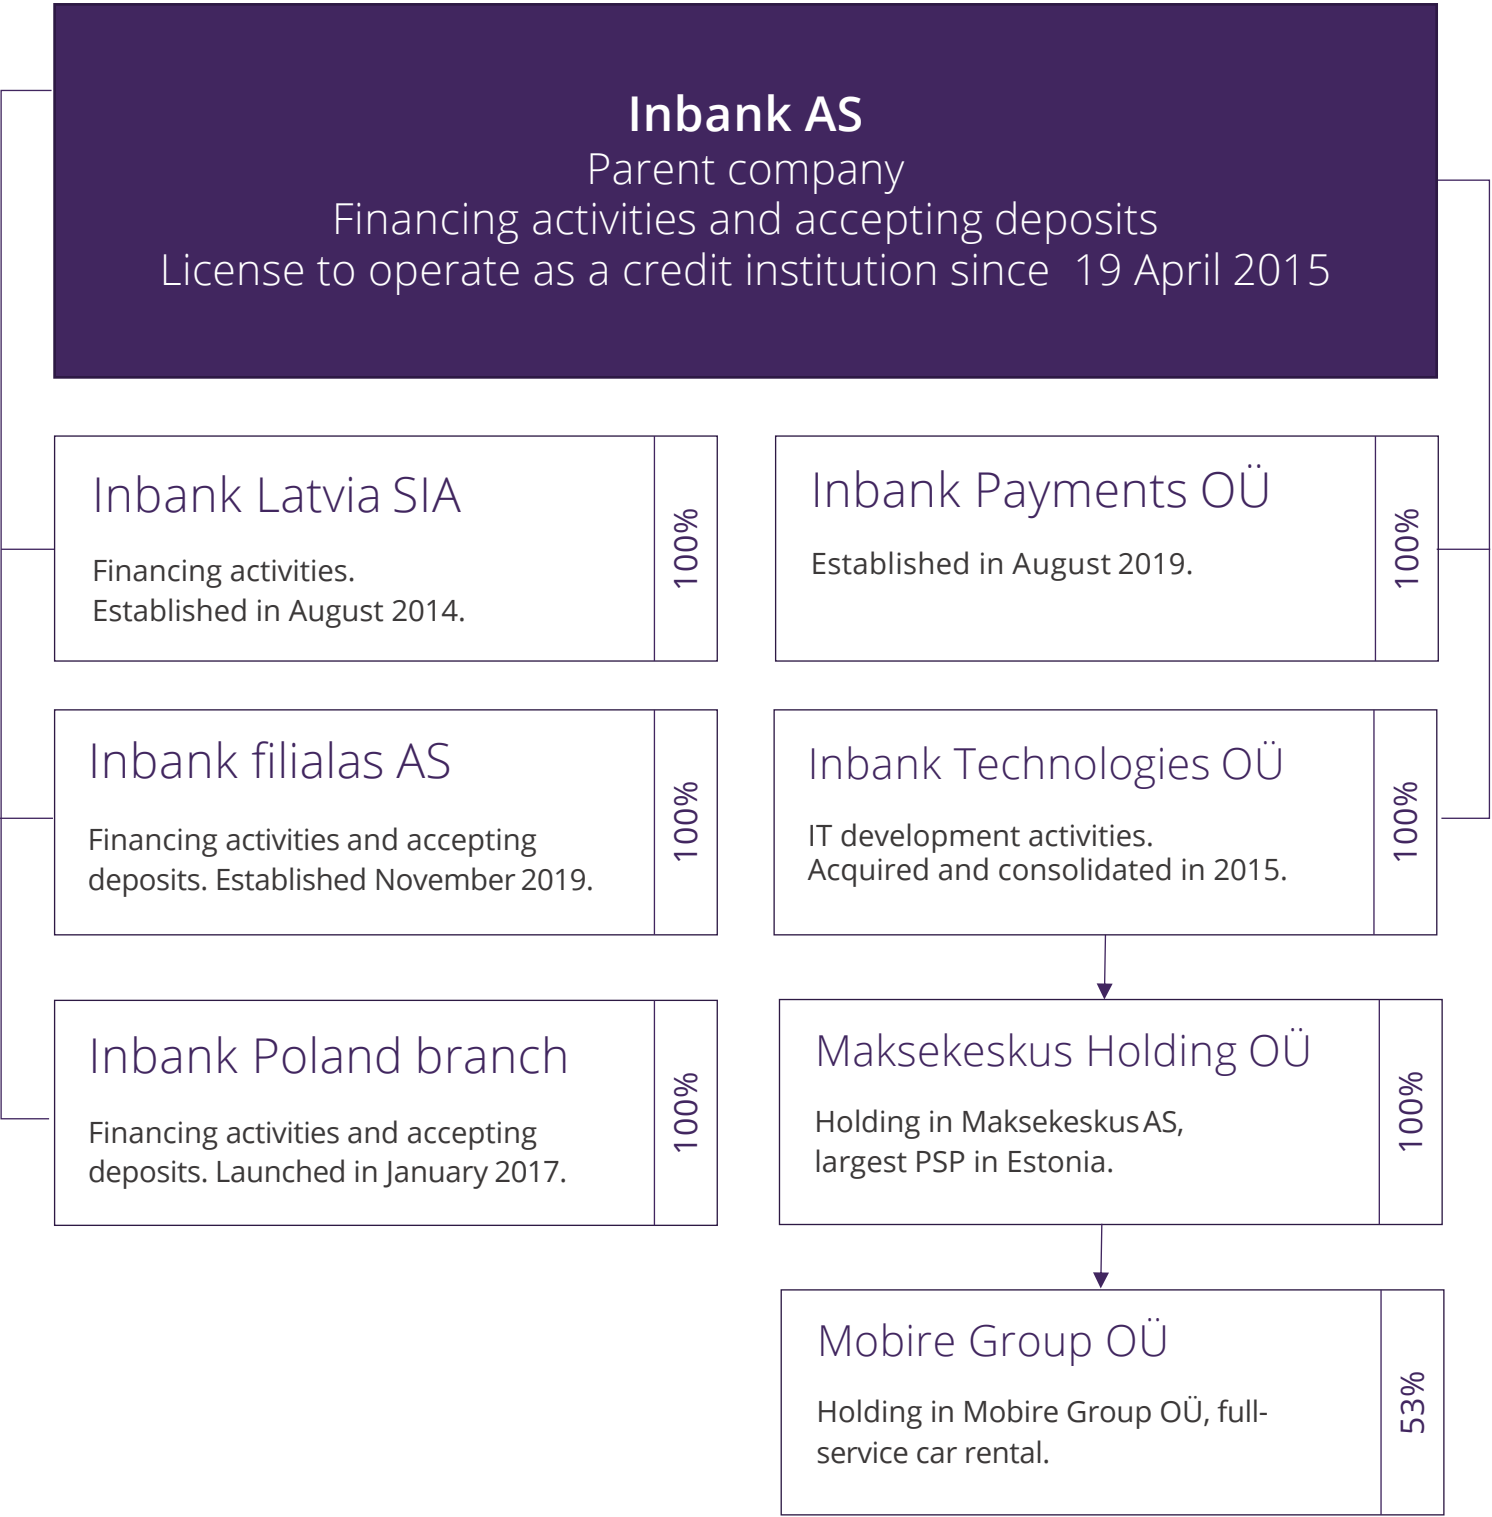 Inbank AS
Parent company
Financing activities and accepting deposits
License to operate as a credit institution since 19 April 2015
Inbank Latvia SIA
Financing activities.
Established in August 2014.
100%
Inbank Payments OÜ
Established in August 2019.
100%
Inbank filialas AS
Financing activities and accepting
deposits. Established November 2019.
100%
Inbank Technologies OÜ
IT development activities.
Acquired and consolidated in 2015.
100%
Inbank Poland branch
Financing activities and accepting
deposits. Launched in January 2017.
100%
Maksekeskus Holding OÜ
Holding in Maksekeskus AS,
largest PSP in Estonia.
100%
Mobire Group OÜ
Holding in Mobire Group OÜ, full-
service car rental.
53%